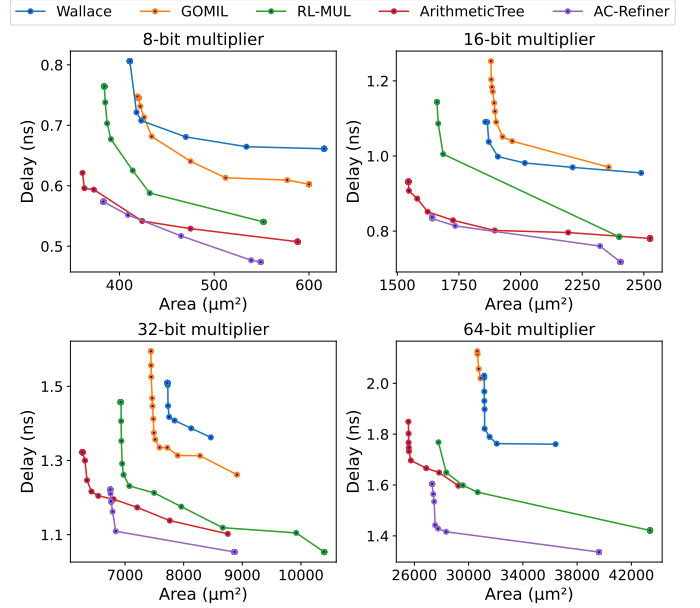 Wallace GOMIL RL-MUL ArithmeticTree AC-Refiner
8-bit multiplier
0.8
0.7
0.6
0.5
Delay (ns)
400 500 600
Area (μm²)
16-bit multiplier
1.2
1.0
0.8
Delay (ns)
1500 1750 2000 2250 2500
Area (μm²)
32-bit multiplier
1.5
1.3
1.1
Delay (ns)
7000 8000 9000 10000
Area (μm²)
64-bit multiplier
2.0
1.8
1.6
1.4
Delay (ns)
26000 30000 34000 38000 42000
Area (μm²)